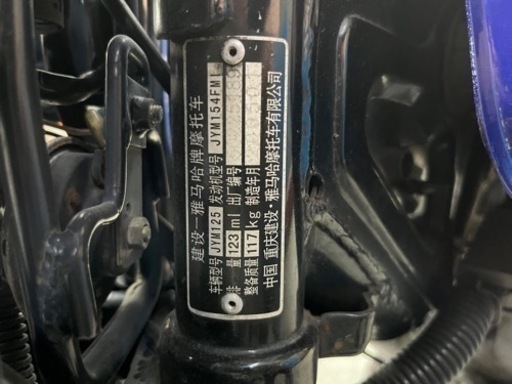 建设—雅马哈牌摩托车
车辆型号 JYM125 发动机型号 JYM154FMI
排量 123 ml 出厂编号
整备质量 117 kg 制造年月
中国 重庆建设·雅马哈摩托车有限公司